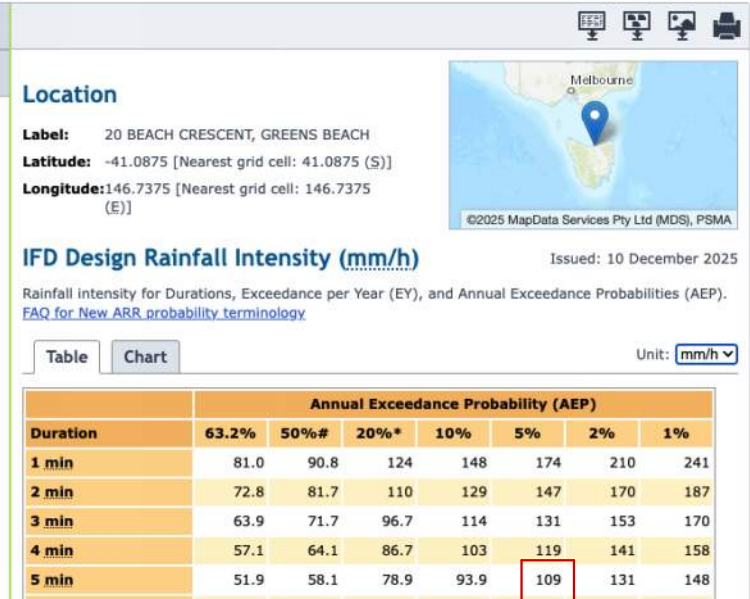 Location
Melbourne
Label: 20 BEACH CRESCENT, GREENS BEACH
Latitude: -41.0875 [Nearest grid cell: 41.0875 (S)]
Longitude:146.7375 [Nearest grid cell: 146.7375
(E)]
©2025 MapData Services Pty Ltd (MDS), PSMA
IFD Design Rainfall Intensity (mm/h)
Issued: 10 December 2025
Rainfall intensity for Durations, Exceedance per Year (EY), and Annual Exceedance Probabilities (AEP).
FAQ for New ARR probability terminology
Table Chart Unit: mm/h
Annual Exceedance Probability (AEP)
Duration 63.2% 50%# 20%* 10% 5% 2% 1%
1 min 81.0 90.8 124 148 174 210 241
2 min 72.8 81.7 110 129 147 170 187
3 min 63.9 71.7 96.7 114 131 153 170
4 min 57.1 64.1 86.7 103 119 141 158
5 min 51.9 58.1 78.9 93.9 109 131 148